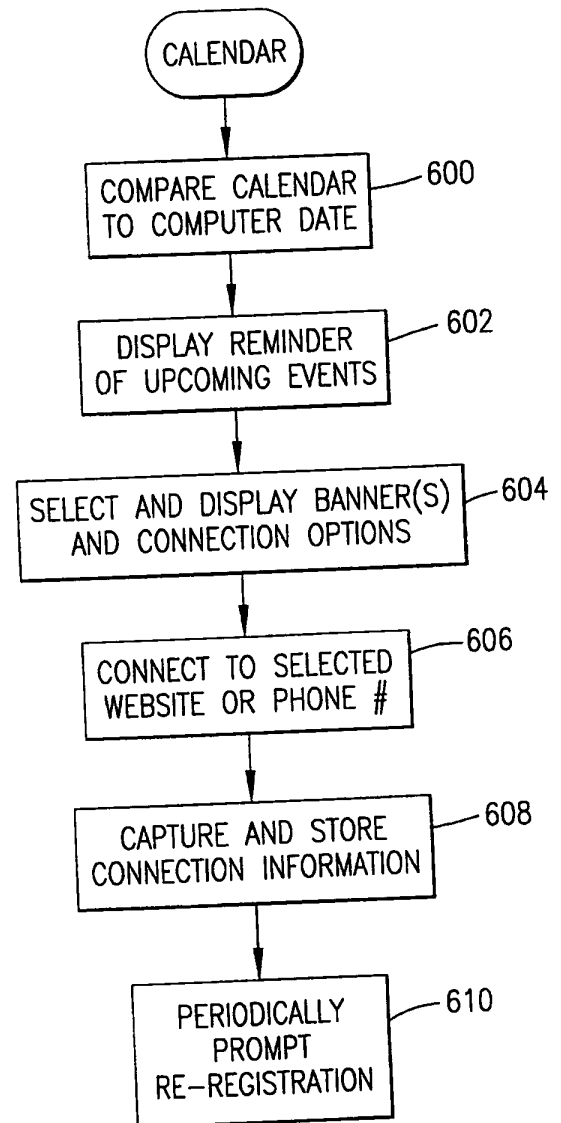 CALENDAR
COMPARE CALENDAR
TO COMPUTER DATE
600
DISPLAY REMINDER
OF UPCOMING EVENTS
602
SELECT AND DISPLAY BANNER(S)
AND CONNECTION OPTIONS
604
CONNECT TO SELECTED
WEBSITE OR PHONE #
606
CAPTURE AND STORE
CONNECTION INFORMATION
608
PERIODICALLY
PROMPT
RE-REGISTRATION
610